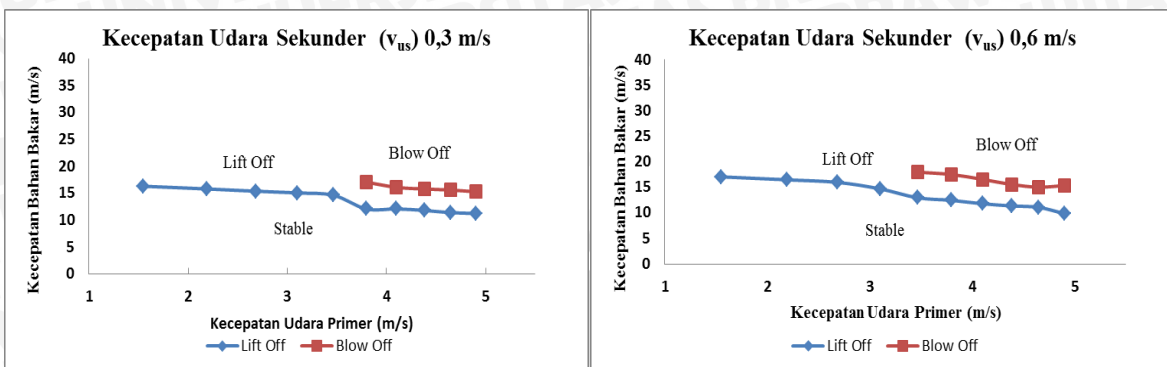 Kecepatan Udara Sekunder (vus) 0,3 m/s
40
35
30
25
20
15
10
5
0
Kecepatan Bahan Bakar (m/s)
Lift Off
Blow Off
Stable
1 2 3 4 5
Kecepatan Udara Primer (m/s)
Lift Off Blow Off
Kecepatan Udara Sekunder (vus) 0,6 m/s
40
35
30
25
20
15
10
5
0
Kecepatan Bahan Bakar (m/s)
Lift Off
Blow Off
Stable
1 2 3 4 5
Kecepatan Udara Primer (m/s)
Lift Off Blow Off